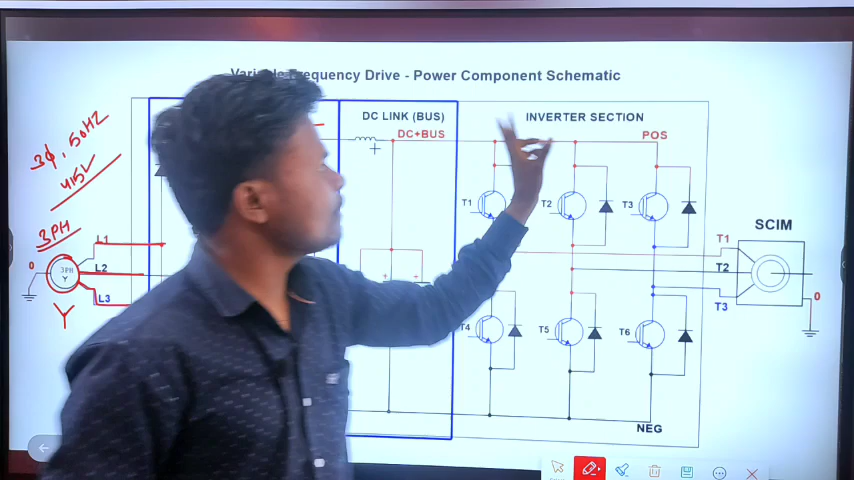 Frequency Drive - Power Component Schematic
DC LINK (BUS)
INVERTER SECTION
DC+BUS
POS
3ϕ, 50HZ
415V
3PH
L1
L2
L3
0
3PH
Y
Y
+
+
+
T1
T2
T3
T4
T5
T6
NEG
SCIM
T1
T2
T3
0